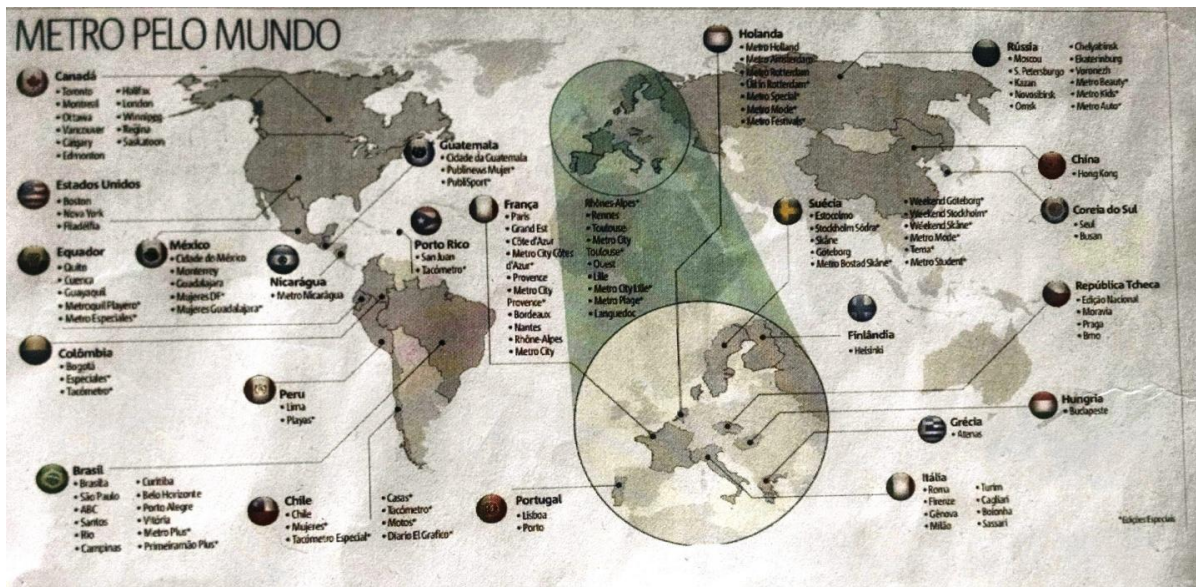 METRO PELO MUNDO
Canadá
• Toronto
• Montreal
• Ottawa
• Vancouver
• Calgary
• Edmonton
• Halifax
• London
• Winnipeg
• Regina
• Saskatoon
Estados Unidos
• Boston
• Nova York
• Filadélfia
Equador
• Quito
• Cuenca
• Guayaquil
• Metroquil Playero*
• Metro Especiales*
México
• Cidade do México
• Monterrey
• Guadalajara
• Mujeres DF*
• Mujeres Guadalajara*
Guatemala
• Cidade da Guatemala
• Publinews Mujer*
• PubliSport*
Nicarágua
• Metro Nicarágua
Porto Rico
• San Juan
• Tacómetro*
Colômbia
• Bogotá
• Especiales*
• Tacómetro*
Peru
• Lima
• Playas*
Brasil
• Brasília
• São Paulo
• ABC
• Santos
• Rio
• Campinas
• Curitiba
• Belo Horizonte
• Porto Alegre
• Vitória
• Metro Plus*
• Primeiramão Plus*
Chile
• Chile
• Mujeres*
• Tacómetro Especial*
• Casas*
• Tacómetro*
• Motos*
• Diario El Grafico*
Portugal
• Lisboa
• Porto
França
• Paris
• Grand Est
• Côte d'Azur
• Metro City Côtes
d'Azur*
• Provence
• Metro City
Provence*
• Bordeaux
• Nantes
• Rhône-Alpes
• Metro City
Rhônes-Alpes*
• Rennes
• Toulouse
• Metro City
Toulouse*
• Ouest
• Lille
• Metro City Lille*
• Metro Plage*
• Languedoc
Holanda
• Metro Holland
• Metro Amsterdam*
• Metro Rotterdam
• Uit in Rotterdam*
• Metro Special*
• Metro Mode*
• Metro Festivals*
Suécia
• Estocolmo
• Stockholm Södra*
• Skåne
• Göteborg
• Metro Bostad Skåne*
• Weekend Göteborg*
• Weekend Stockholm*
• Weekend Skåne*
• Metro Mode*
• Tema*
• Metro Student*
Finlândia
• Helsinki
Rússia
• Moscou
• S. Petersburgo
• Kazan
• Novosibirsk
• Omsk
• Chelyabinsk
• Ekaterinburg
• Voronezh
• Metro Beauty*
• Metro Kids*
• Metro Auto*
China
• Hong Kong
Coreia do Sul
• Seul
• Busan
República Tcheca
• Edição Nacional
• Moravia
• Praga
• Brno
Hungria
• Budapeste
Grécia
• Atenas
Itália
• Roma
• Firenze
• Gênova
• Milão
• Turim
• Cagliari
• Bolonha
• Sassari
*Edições Especiais